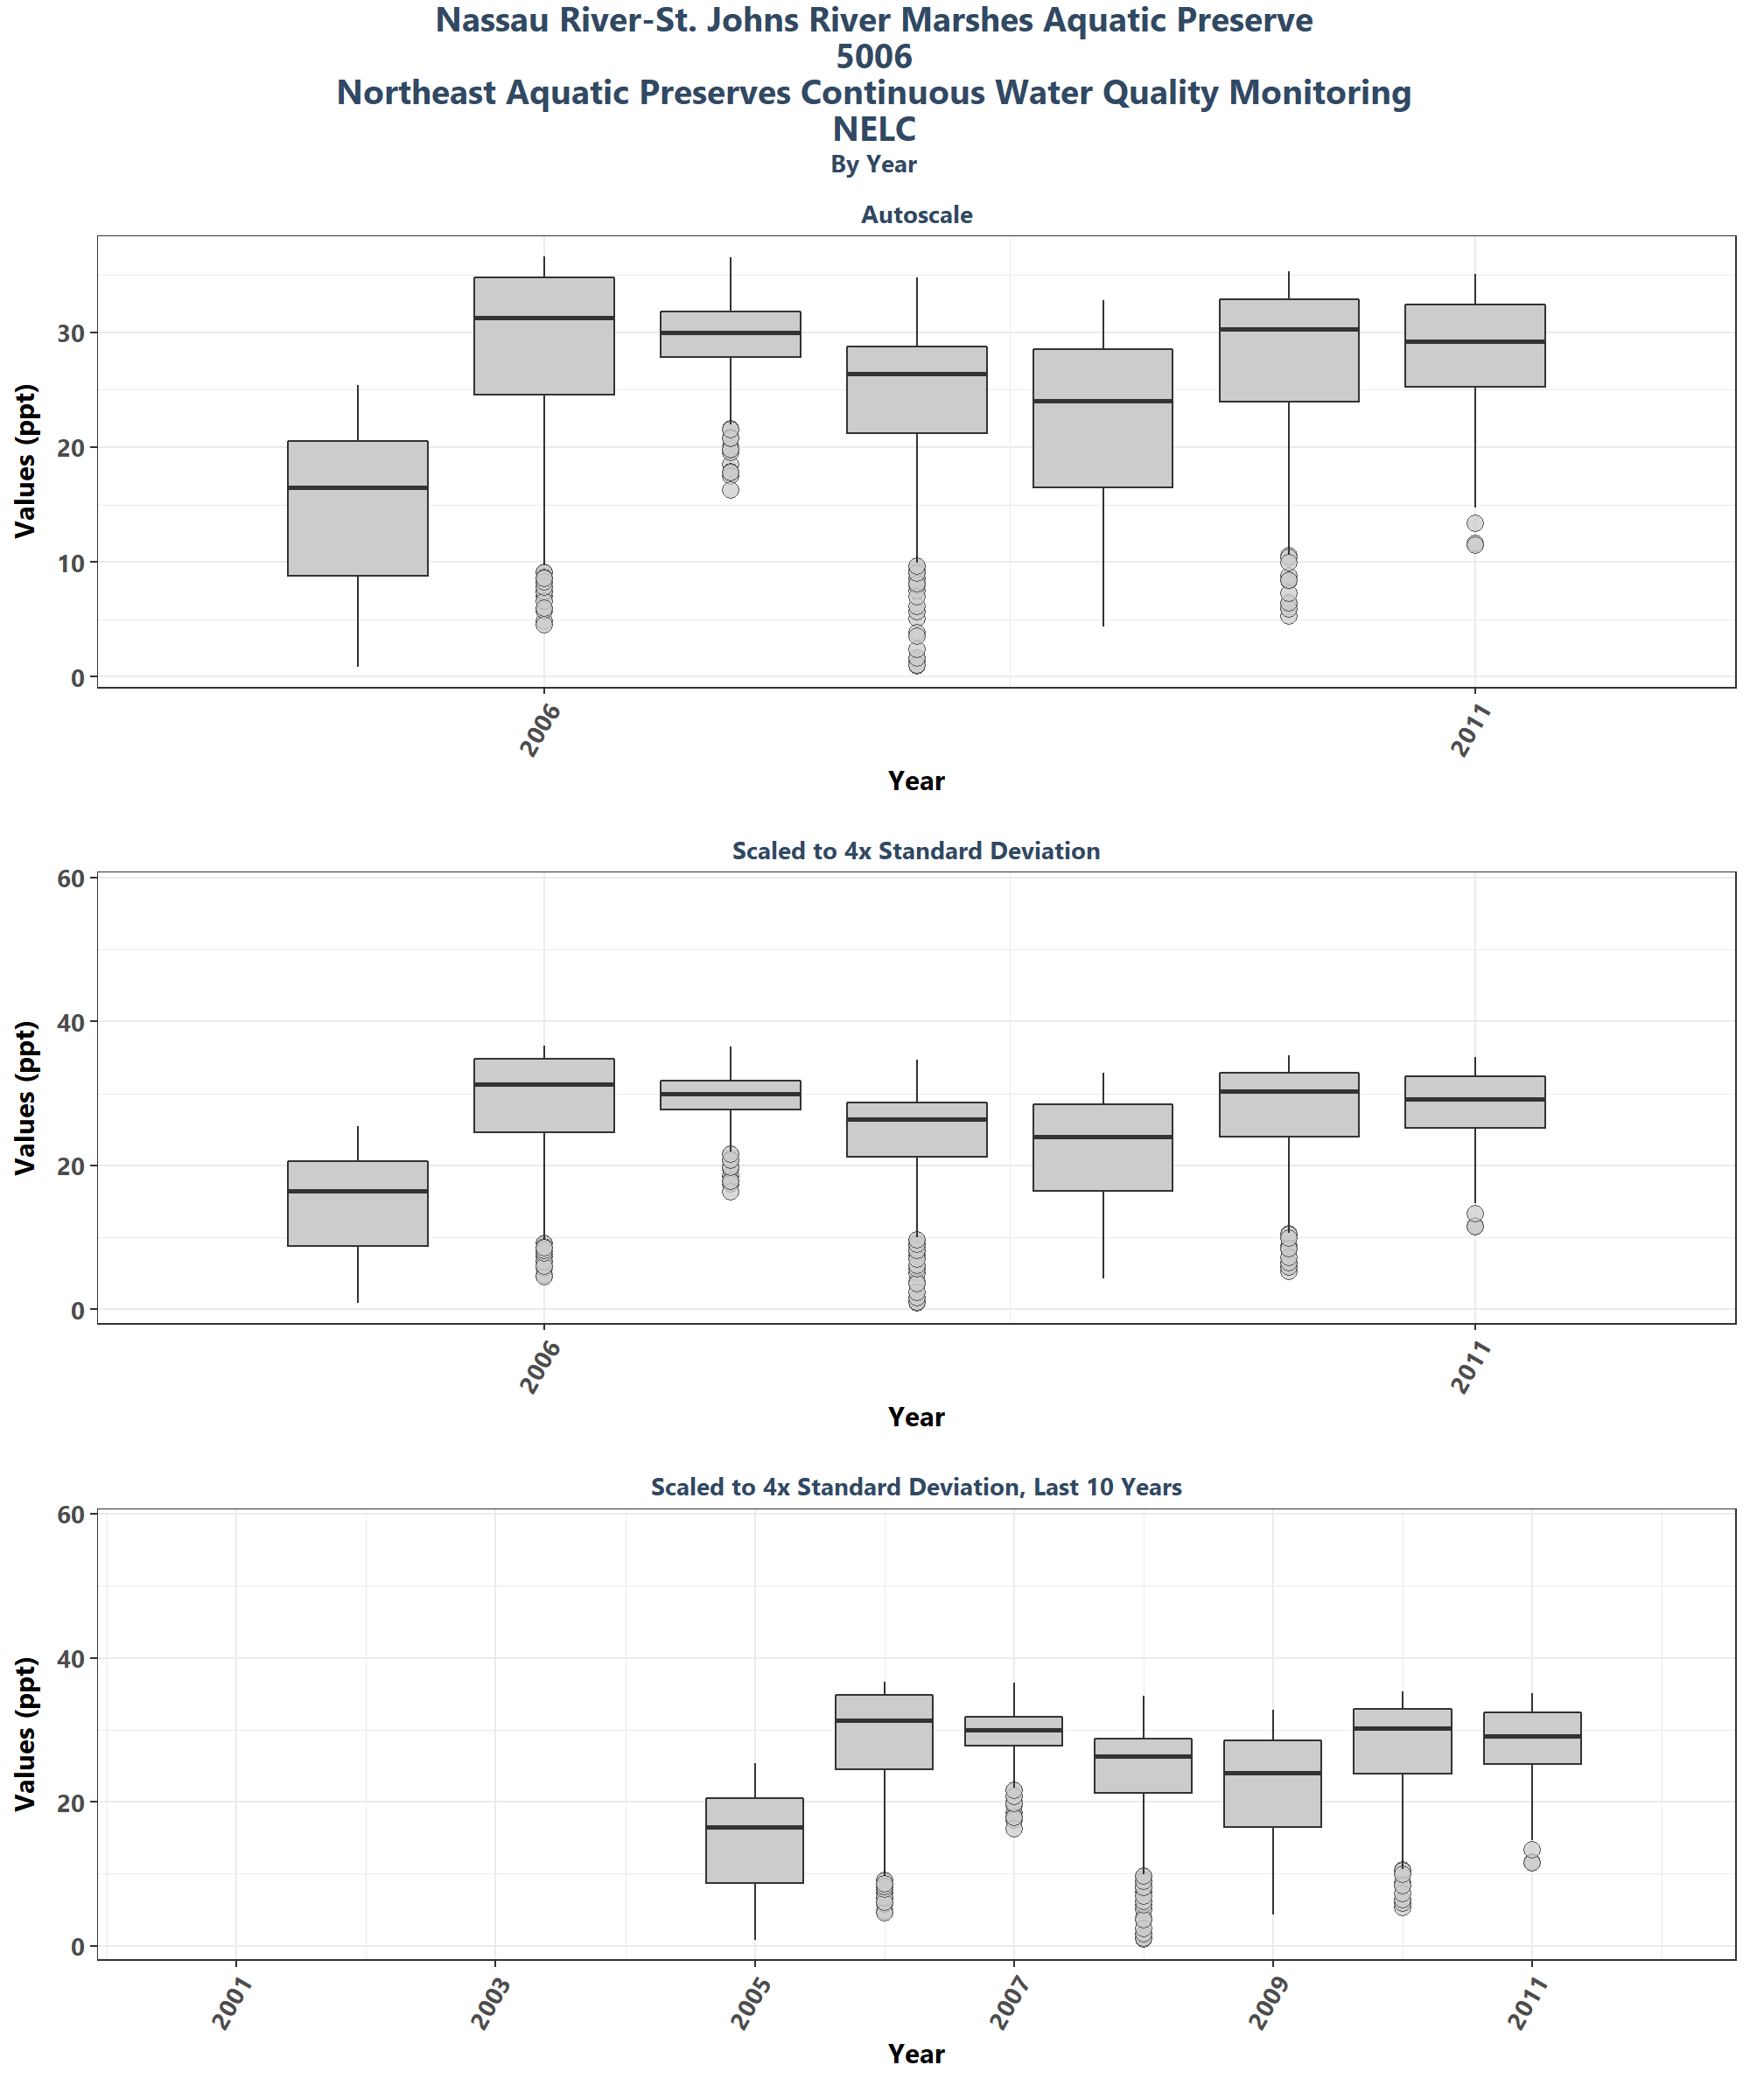 Nassau River-St. Johns River Marshes Aquatic Preserve
5006
Northeast Aquatic Preserves Continuous Water Quality Monitoring
NELC
By Year
Autoscale
Values (ppt)
30
20
10
0
2006
2011
Year
Scaled to 4x Standard Deviation
Values (ppt)
60
40
20
0
2006
2011
Year
Scaled to 4x Standard Deviation, Last 10 Years
Values (ppt)
60
40
20
0
2001
2003
2005
2007
2009
2011
Year